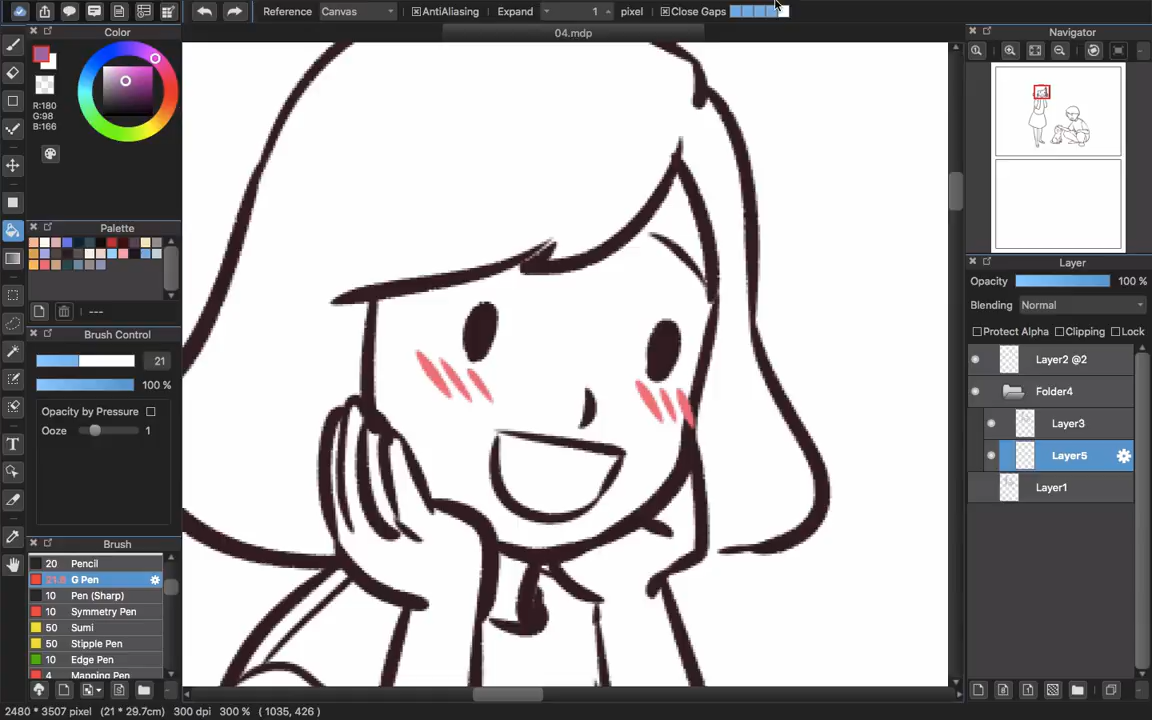 Reference Canvas AntiAliasing Expand 1 pixel Close Gaps
04.mdp
Color
R:180
G:98
B:166
Palette
---
Brush Control
21
100 %
Opacity by Pressure
Ooze 1
Brush
20 Pencil
21.6 G Pen
10 Pen (Sharp)
10 Symmetry Pen
50 Sumi
50 Stipple Pen
10 Edge Pen
4 Mapping Pen
Navigator
Layer
Opacity 100 %
Blending Normal
Protect Alpha Clipping Lock
Layer2 @2
Folder4
Layer3
Layer5
Layer1
2480 * 3507 pixel (21 * 29.7cm) 300 dpi 300 % ( 1035, 426 )